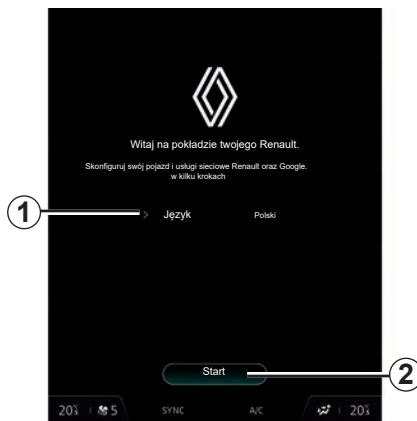 Witaj na pokładzie twojego Renault.
Skonfiguruj swój pojazd i usługi sieciowe Renault oraz Google.
w kilku krokach
1
> Język Polski
Start
2
20 5 SYNC A/C 20